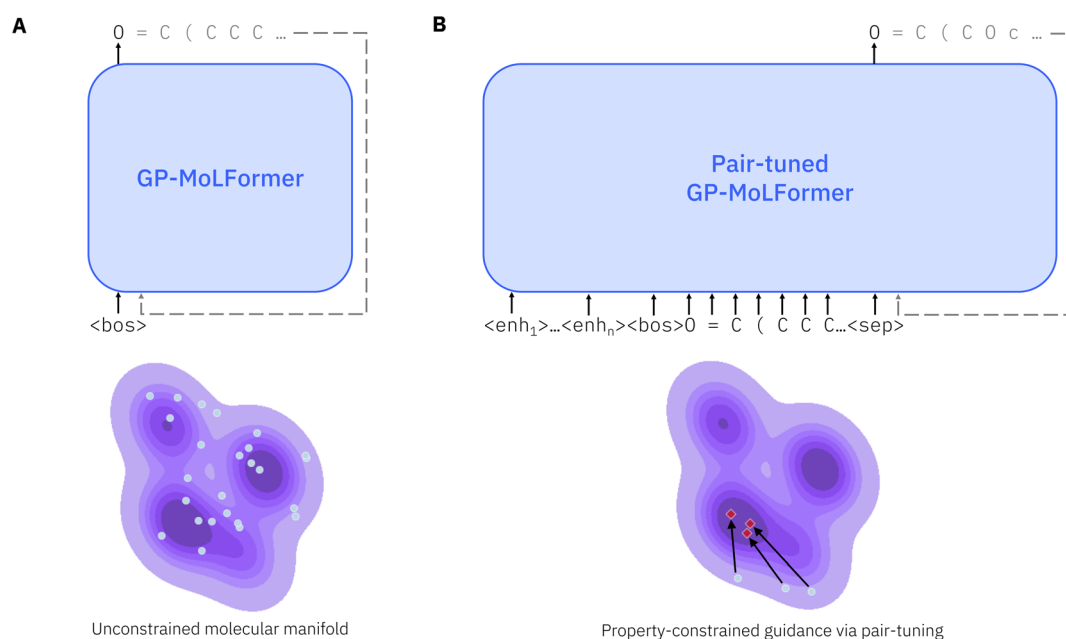 A
O = C ( C C C …
GP-MoLFormer
<bos>
Unconstrained molecular manifold
B
O = C ( C O c …
Pair-tuned
GP-MoLFormer
<enh₁>…<enhₙ><bos>O = C ( C C C…<sep>
Property-constrained guidance via pair-tuning